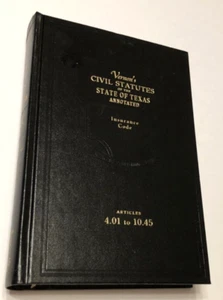 Vernon's
CIVIL STATUTES
OF THE
STATE OF TEXAS
ANNOTATED
Insurance
Code
ARTICLES
4.01 to 10.45